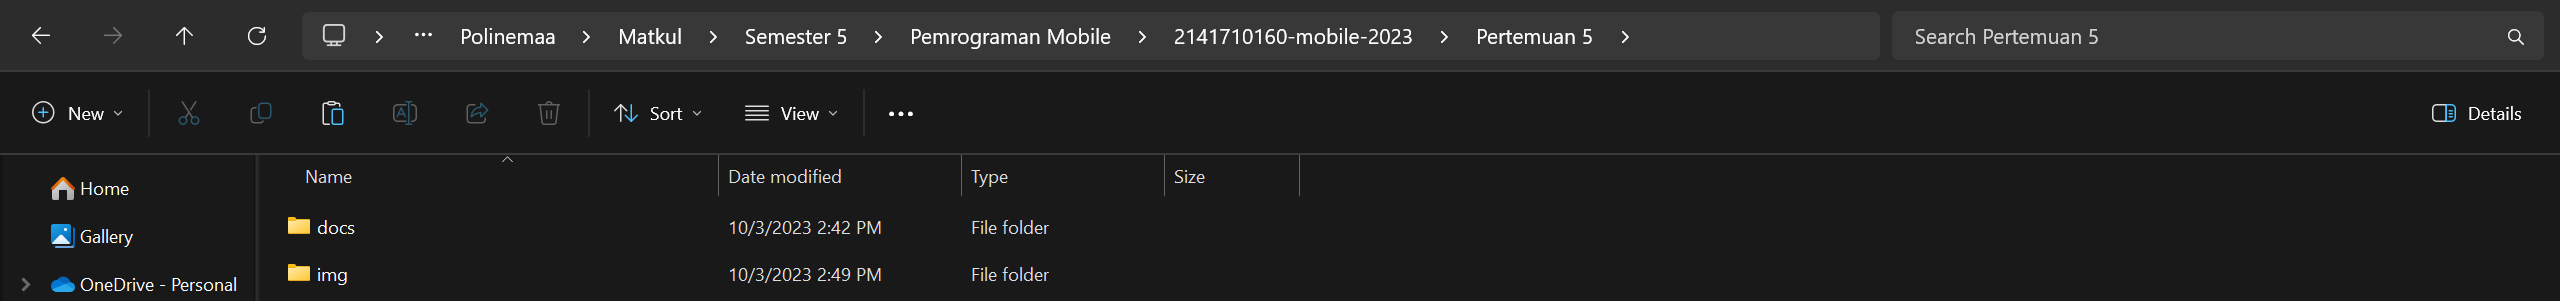 Polinemaa > Matkul > Semester 5 > Pemrograman Mobile > 2141710160-mobile-2023 > Pertemuan 5 > Search Pertemuan 5
New Sort View ••• Details
Name Date modified Type Size
Home
docs 10/3/2023 2:42 PM File folder
Gallery
img 10/3/2023 2:49 PM File folder
OneDrive - Personal